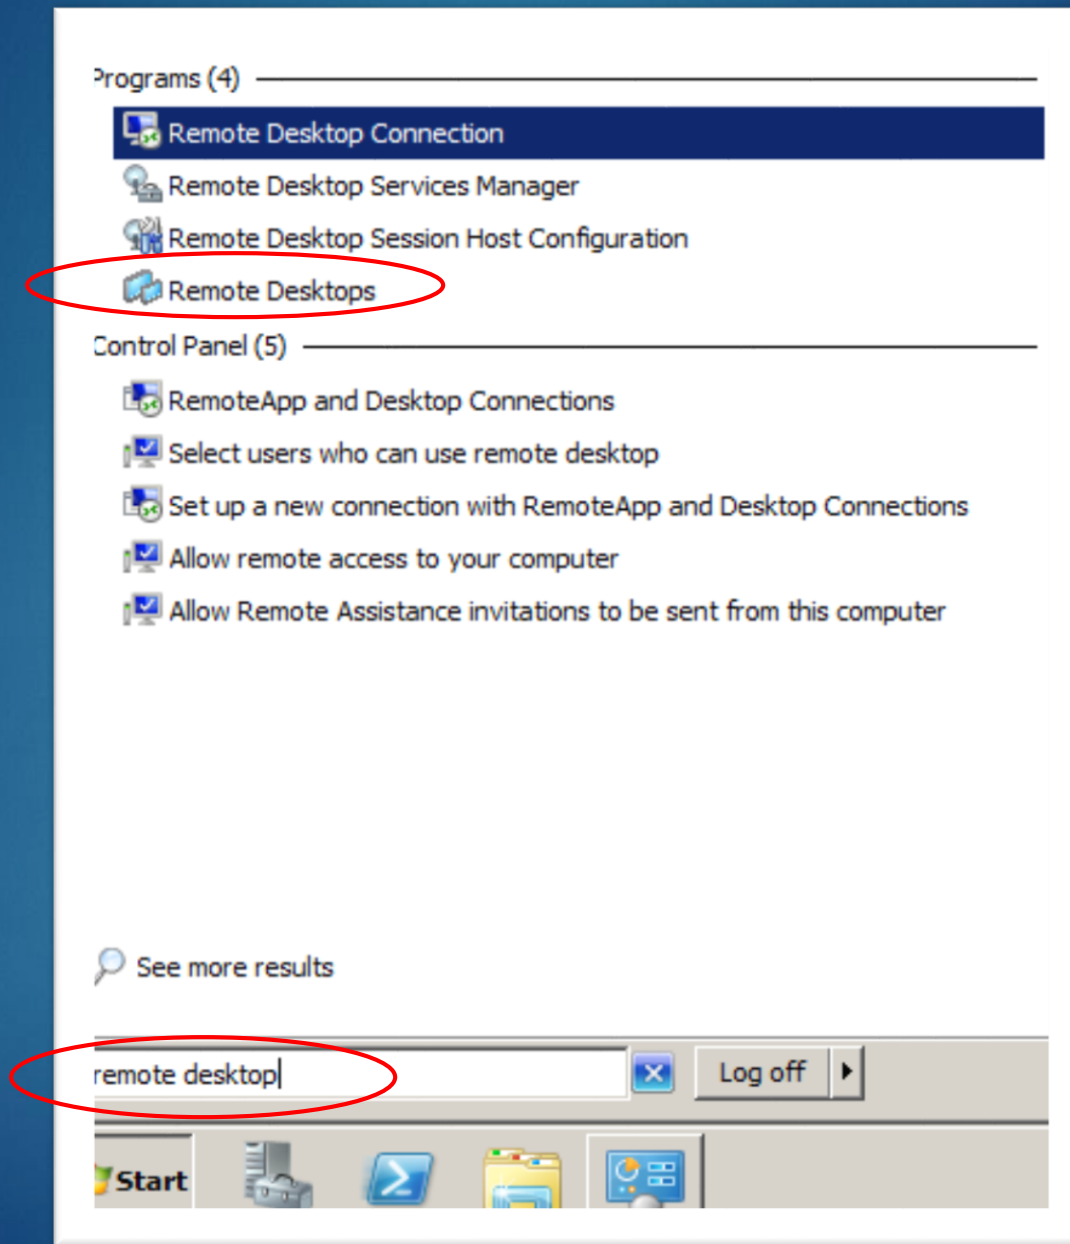 Programs (4)
Remote Desktop Connection
Remote Desktop Services Manager
Remote Desktop Session Host Configuration
Remote Desktops
Control Panel (5)
RemoteApp and Desktop Connections
Select users who can use remote desktop
Set up a new connection with RemoteApp and Desktop Connections
Allow remote access to your computer
Allow Remote Assistance invitations to be sent from this computer
See more results
remote desktop
Log off
Start